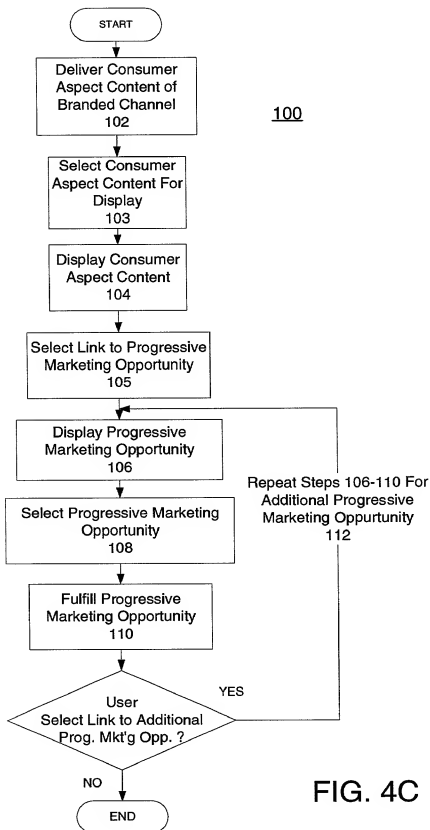 START
Deliver Consumer
Aspect Content of
Branded Channel
102
100
Select Consumer
Aspect Content For
Display
103
Display Consumer
Aspect Content
104
Select Link to Progressive
Marketing Opportunity
105
Display Progressive
Marketing Opportunity
106
Repeat Steps 106-110 For
Additional Progressive
Marketing Oppurtunity
112
Select Progressive Marketing
Opportunity
108
Fulfill Progressive
Marketing Opportunity
110
User
Select Link to Additional
Prog. Mkt'g Opp. ?
YES
NO
END
FIG. 4C